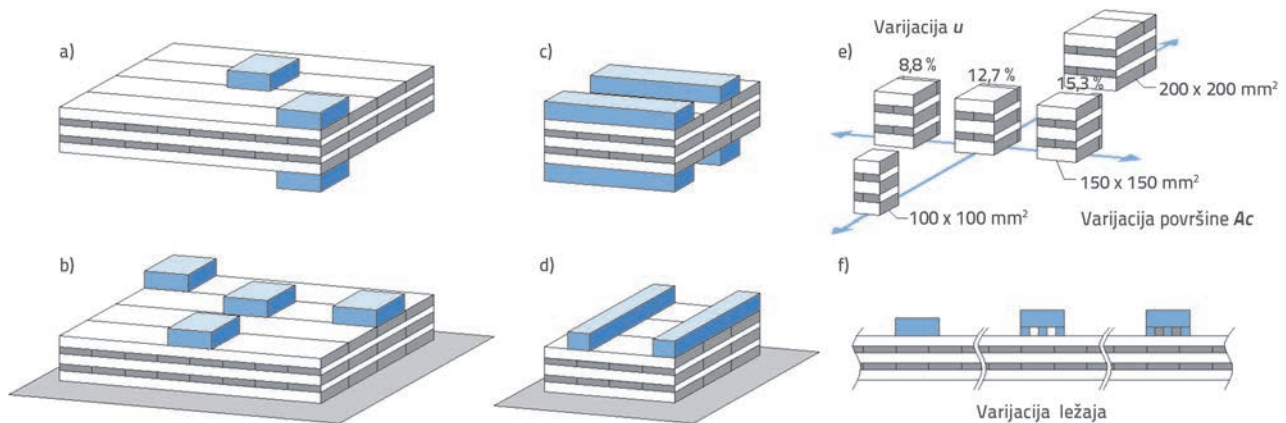 a)
c)
e)
Varijacija u
8,8 %
12,7 %
15,3 %
200 x 200 mm²
150 x 150 mm²
100 x 100 mm²
Varijacija površine Ac
b)
d)
f)
Varijacija ležaja